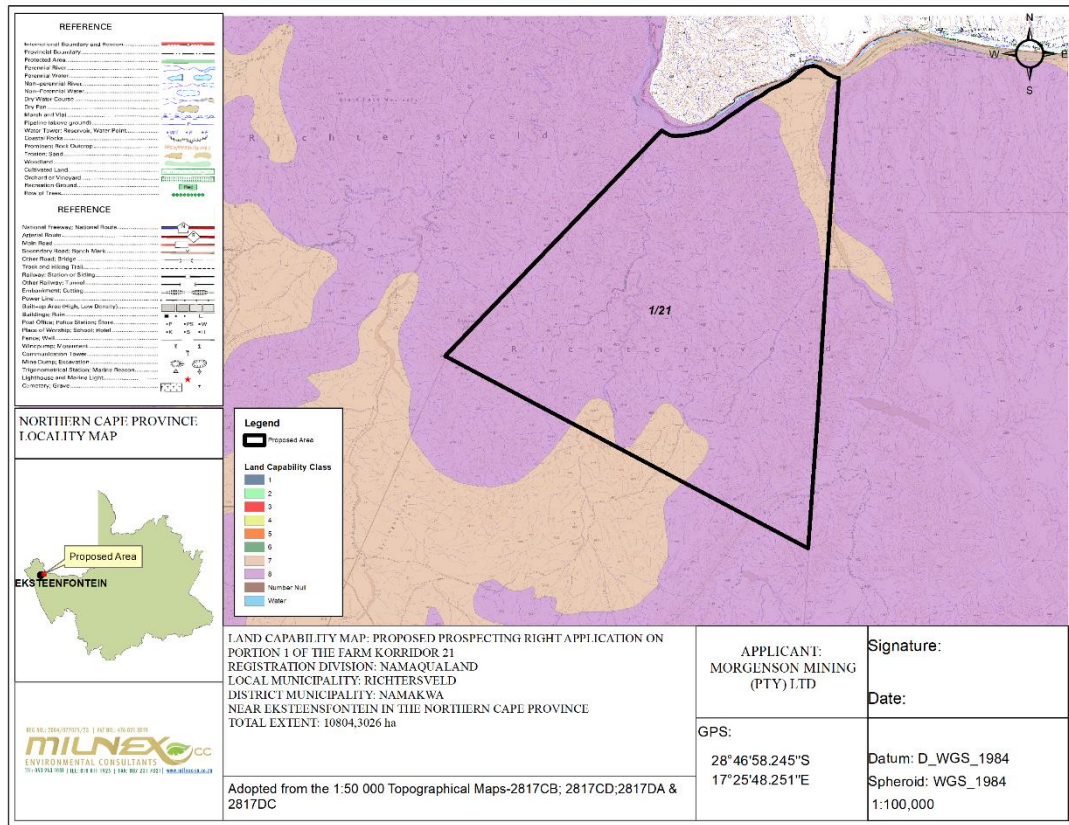 REFERENCE
International Boundary and Beacon
Provincial Boundary
Protected Area
Perennial River
Perennial Water
Non-perennial River
Non-Perennial Water
Dry Water Course
Dry Pan
Marsh and Vlei
Pipeline (above ground)
Water Tower; Reservoir, Water Point
Coastal Rocks
Prominent Rock Outcrop
Erosion; Sand
Woodland
Cultivated Land
Orchard or Vineyard
Recreation Ground
Row of Trees
REFERENCE
National Freeway; National Route
Arterial Route
Main Road
Secondary Road; Bench Mark
Other Road; Bridge
Track and Hiking Trail
Railway; Station or Siding
Other Railway; Tunnel
Embankment; Cutting
Power Line
Built-up Area (High, Low Density)
Buildings; Ruin
Post Office; Police Station; Store
Place of Worship; School; Hotel
Fence; Wall
Windpump; Monument
Communication Tower
Mine Dump; Excavation
Trigonometrical Station; Marine Beacon
Lighthouse and Marine Light
Cemetery; Grave
N
W
E
S
Richtersveld
1/21
NORTHERN CAPE PROVINCE
LOCALITY MAP
Proposed Area
EKSTEENFONTEIN
Legend
Proposed Area
Land Capability Class
1
2
3
4
5
6
7
8
Number Null
Water
MILNEX CC
ENVIRONMENTAL CONSULTANTS
LAND CAPABILITY MAP: PROPOSED PROSPECTING RIGHT APPLICATION ON
PORTION 1 OF THE FARM KORRIDOR 21
REGISTRATION DIVISION: NAMAQUALAND
LOCAL MUNICIPALITY: RICHTERSVELD
DISTRICT MUNICIPALITY: NAMAKWA
NEAR EKSTEENSFONTEIN IN THE NORTHERN CAPE PROVINCE
TOTAL EXTENT: 10804,3026 ha
Adopted from the 1:50 000 Topographical Maps-2817CB; 2817CD;2817DA &
2817DC
APPLICANT:
MORGENSON MINING
(PTY) LTD
GPS:
28°46'58.245"S
17°25'48.251"E
Signature:
Date:
Datum: D_WGS_1984
Spheroid: WGS_1984
1:100,000